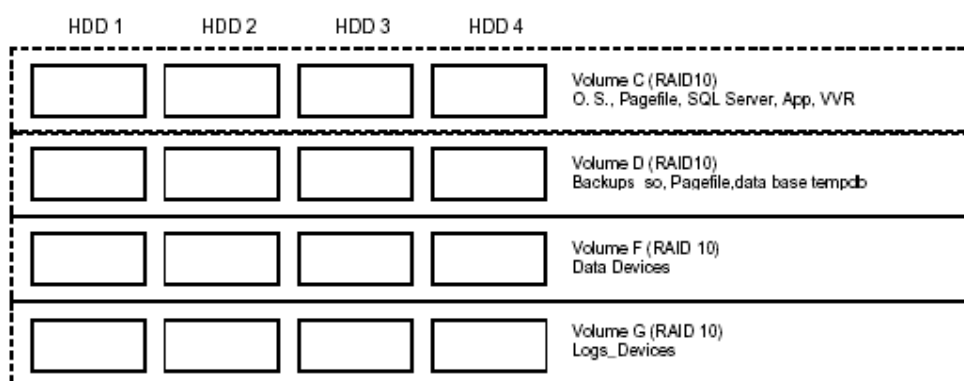 HDD 1 HDD 2 HDD 3 HDD 4
Volume C (RAID10)
O. S., Pagefile, SQL Server, App, VVR
Volume D (RAID10)
Backups so, Pagefile,data base tempdb
Volume F (RAID 10)
Data Devices
Volume G (RAID 10)
Logs_Devices